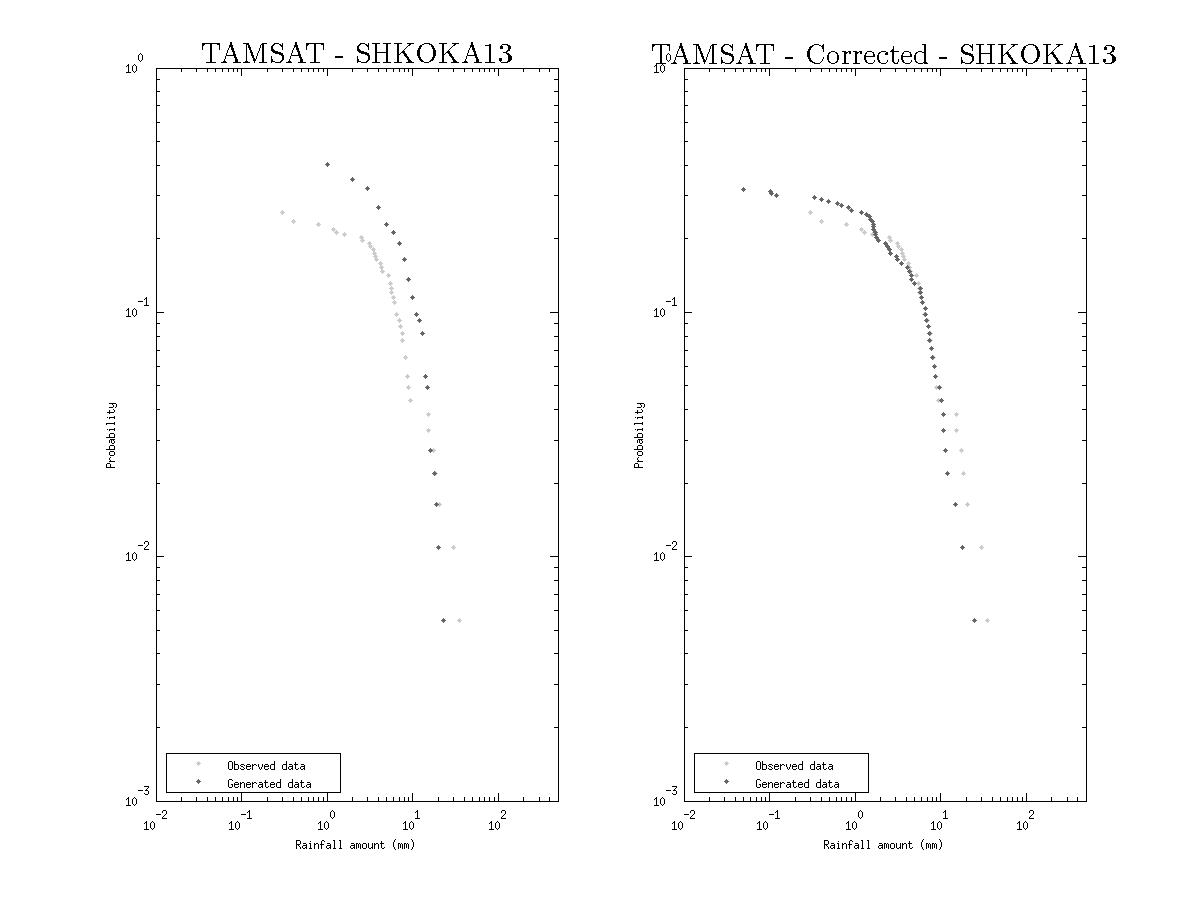 TAMSAT - SHKOKA13
10^0
10^-1
10^-2
10^-3
Probability
Observed data
Generated data
10^-2 10^-1 10^0 10^1 10^2
Rainfall amount (mm)
TAMSAT - Corrected - SHKOKA13
10^0
10^-1
10^-2
10^-3
Probability
Observed data
Generated data
10^-2 10^-1 10^0 10^1 10^2
Rainfall amount (mm)